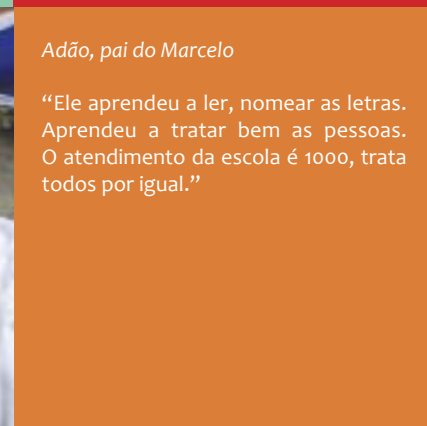 Adão, pai do Marcelo
“Ele aprendeu a ler, nomear as letras.
Aprendeu a tratar bem as pessoas.
O atendimento da escola é 1000, trata
todos por igual.”